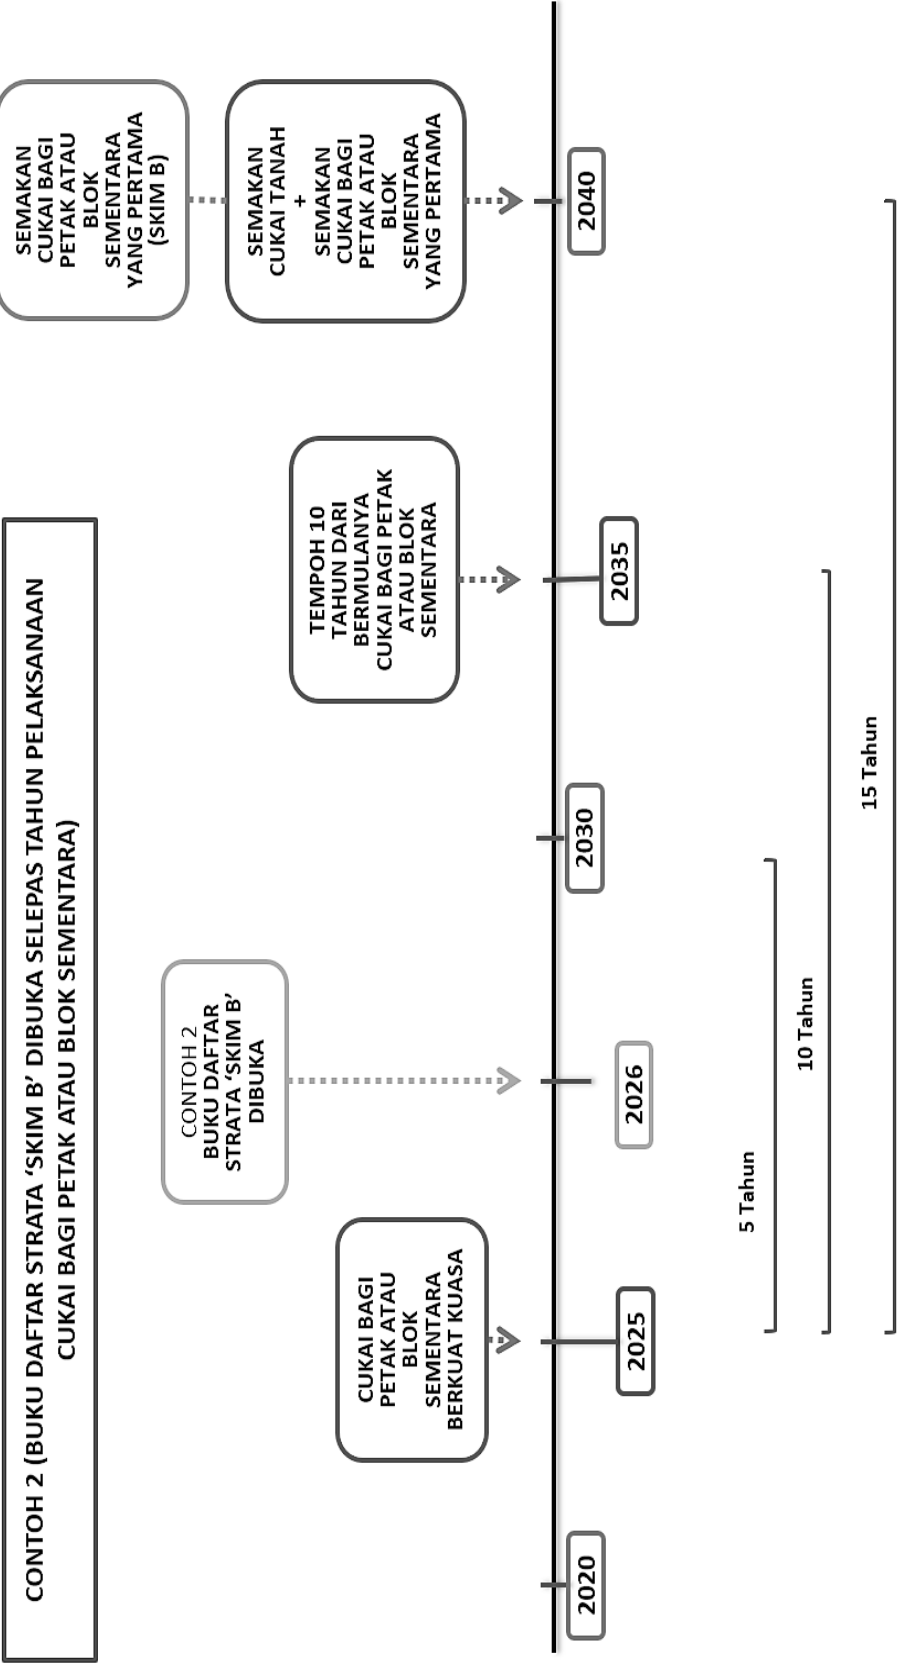 CONTOH 2 (BUKU DAFTAR STRATA ‘SKIM B’ DIBUKA SELEPAS TAHUN PELAKSANAAN
CUKAI BAGI PETAK ATAU BLOK SEMENTARA)
CUKAI BAGI
PETAK ATAU
BLOK
SEMENTARA
BERKUAT KUASA
CONTOH 2
BUKU DAFTAR
STRATA ‘SKIM B’
DIBUKA
TEMPOH 10
TAHUN DARI
BERMULANYA
CUKAI BAGI PETAK
ATAU BLOK
SEMENTARA
SEMAKAN
CUKAI BAGI
PETAK ATAU
BLOK
SEMENTARA
YANG PERTAMA
(SKIM B)
SEMAKAN
CUKAI TANAH
+
SEMAKAN
CUKAI BAGI
PETAK ATAU
BLOK
SEMENTARA
YANG PERTAMA
2020
2025
2026
2030
2035
2040
5 Tahun
10 Tahun
15 Tahun